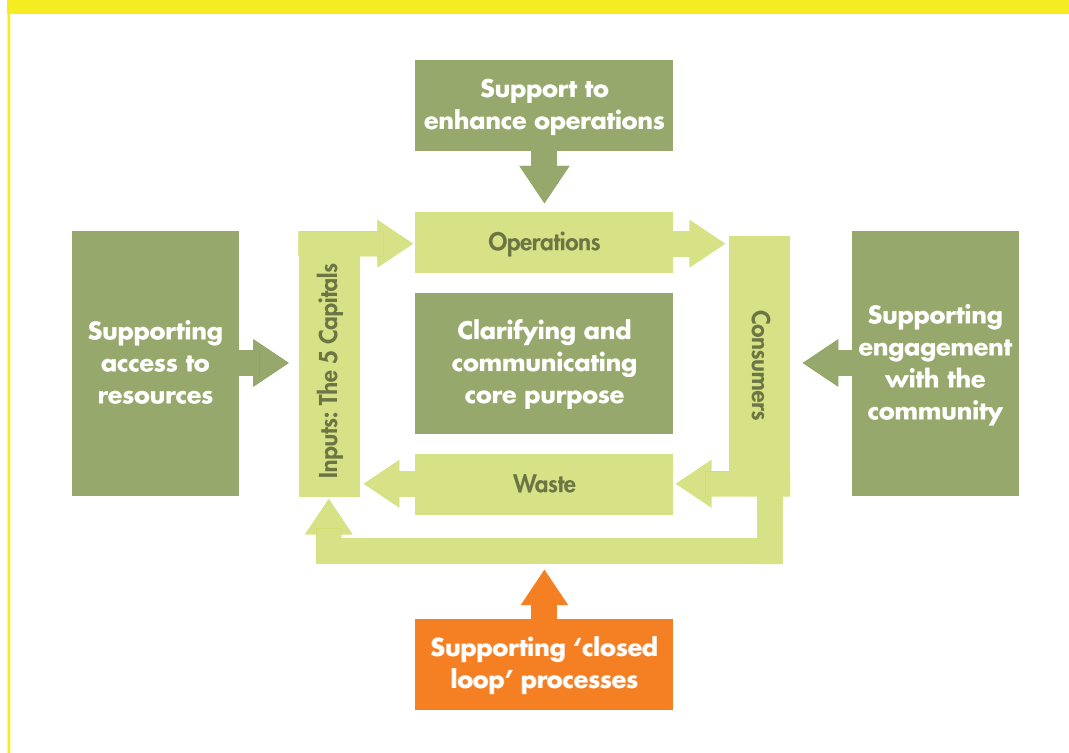 Support to
enhance operations
Operations
Supporting
access to
resources
Inputs: The 5 Capitals
Clarifying and
communicating
core purpose
Consumers
Supporting
engagement
with the
community
Waste
Supporting ‘closed
loop’ processes